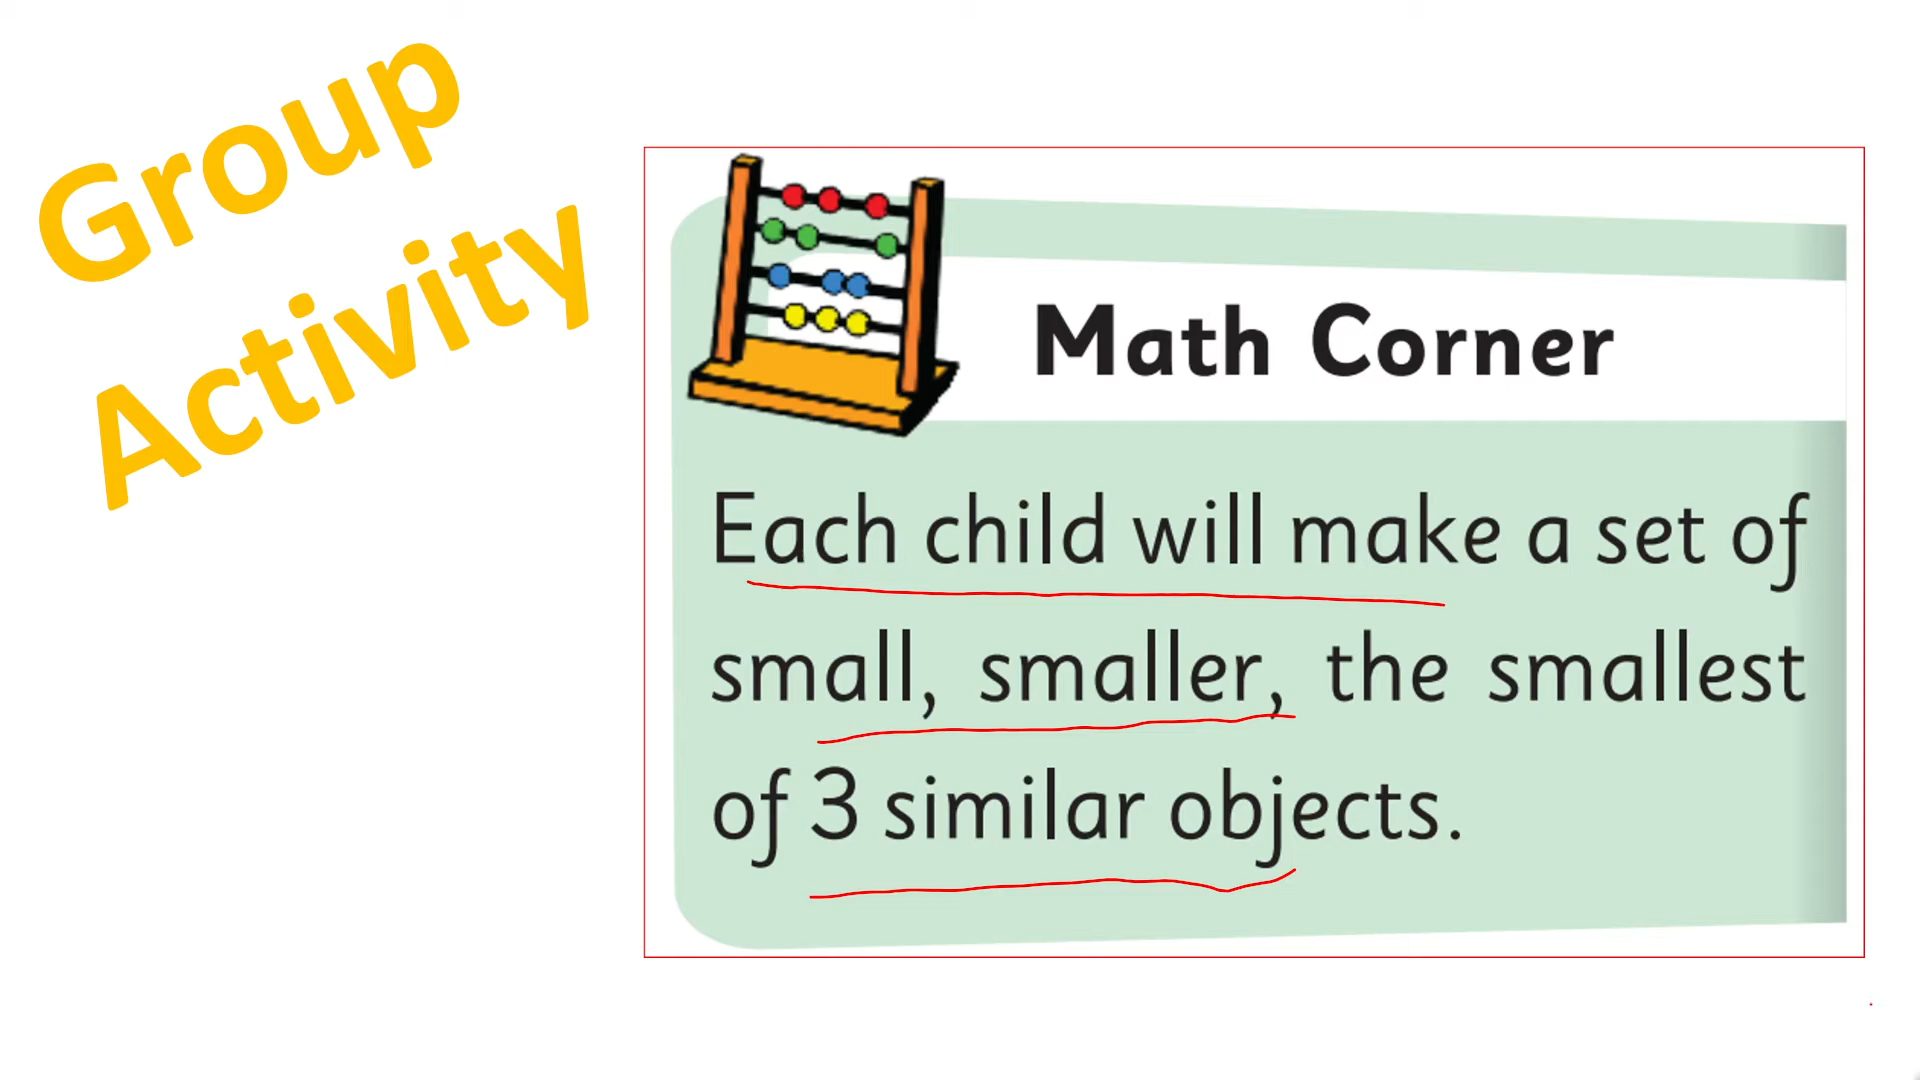 Group
Activity
Math Corner
Each child will make a set of
small, smaller, the smallest
of 3 similar objects.